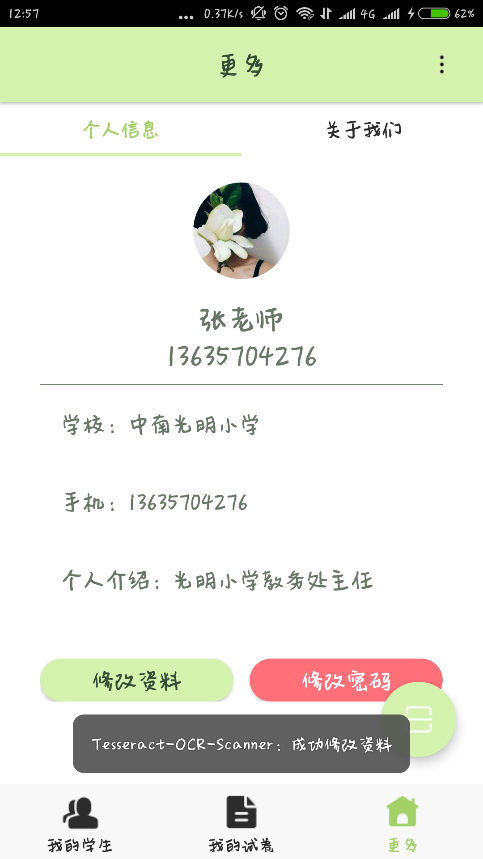 12:57 ... 0.37K/s 4G 62%
更多
个人信息 关于我们
张老师
13635704276
学校：中南光明小学
手机：13635704276
个人介绍：光明小学教务处主任
修改资料 修改密码
Tesseract-OCR-Scanner：成功修改资料
我的学生 我的试卷 更多